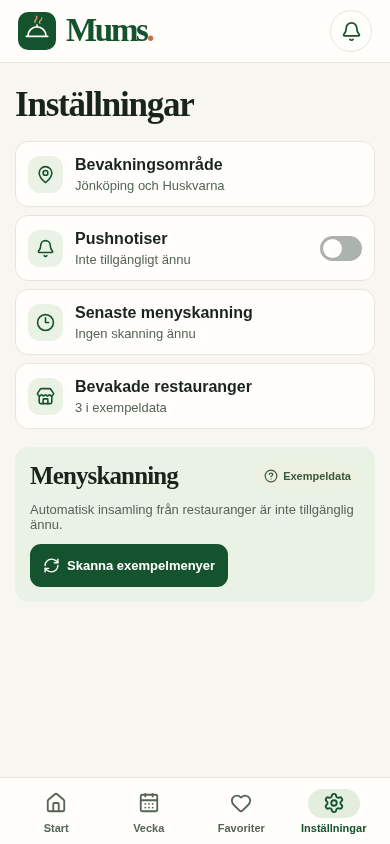 Mums.
Inställningar
Bevakningsområde
Jönköping och Huskvarna
Pushnotiser
Inte tillgängligt ännu
Senaste menyskanning
Ingen skanning ännu
Bevakade restauranger
3 i exempeldata
Menyskanning
Exempeldata
Automatisk insamling från restauranger är inte tillgänglig
ännu.
Skanna exempelmenyer
Start
Vecka
Favoriter
Inställningar